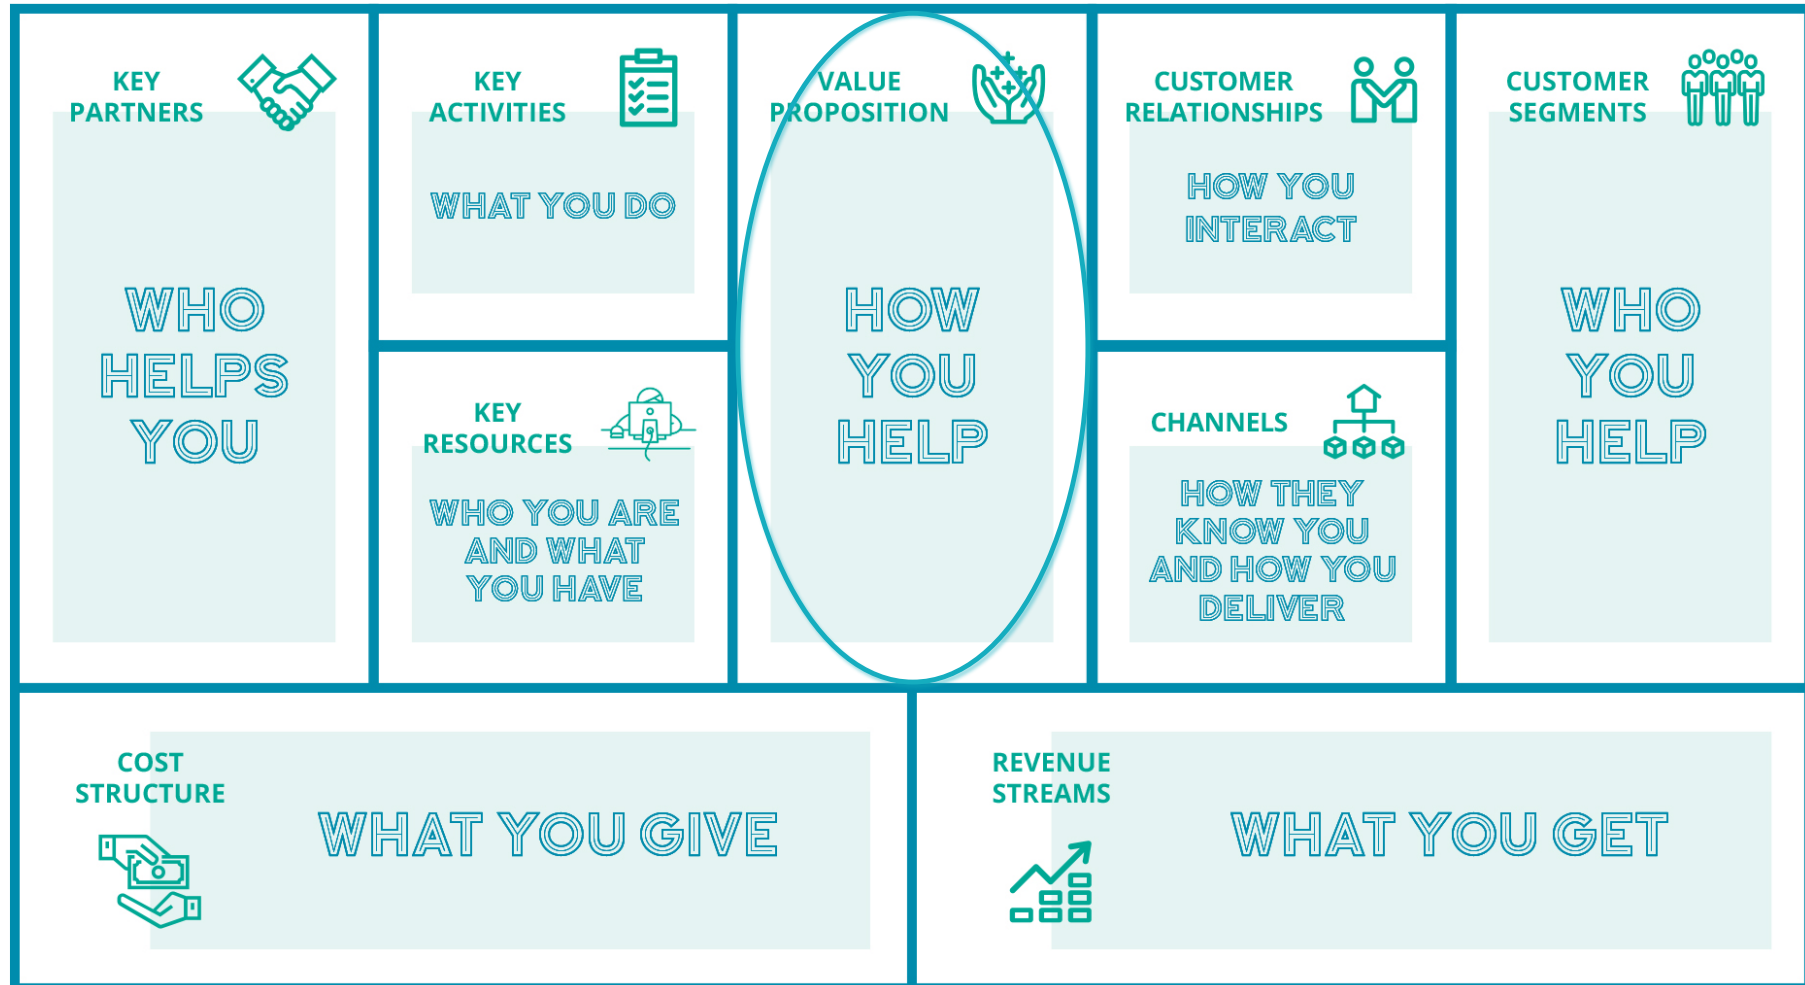 KEY
PARTNERS
WHO
HELPS
YOU
KEY
ACTIVITIES
WHAT YOU DO
KEY
RESOURCES
WHO YOU ARE
AND WHAT
YOU HAVE
VALUE
PROPOSITION
HOW
YOU
HELP
CUSTOMER
RELATIONSHIPS
HOW YOU
INTERACT
CHANNELS
HOW THEY
KNOW YOU
AND HOW YOU
DELIVER
CUSTOMER
SEGMENTS
WHO
YOU
HELP
COST
STRUCTURE
WHAT YOU GIVE
REVENUE
STREAMS
WHAT YOU GET